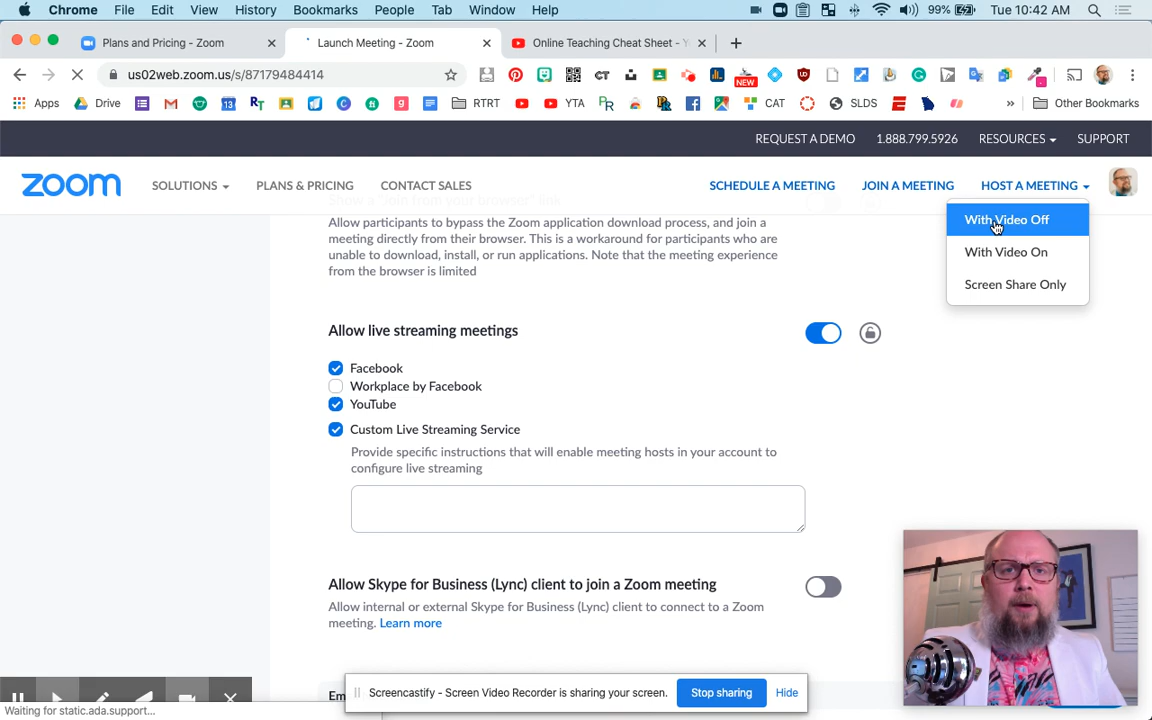 Chrome File Edit View History Bookmarks People Tab Window Help 99% Tue 10:42 AM
Plans and Pricing - Zoom Launch Meeting - Zoom Online Teaching Cheat Sheet - Y
us02web.zoom.us/s/87179484414
Apps Drive RT RTRT YTA CAT SLDS » Other Bookmarks
NEW
REQUEST A DEMO 1.888.799.5926 RESOURCES SUPPORT
zoom SOLUTIONS PLANS & PRICING CONTACT SALES SCHEDULE A MEETING JOIN A MEETING HOST A MEETING
Show a "Join from your browser" link
With Video Off
With Video On
Screen Share Only
Allow participants to bypass the Zoom application download process, and join a
meeting directly from their browser. This is a workaround for participants who are
unable to download, install, or run applications. Note that the meeting experience
from the browser is limited
Allow live streaming meetings
Facebook
Workplace by Facebook
YouTube
Custom Live Streaming Service
Provide specific instructions that will enable meeting hosts in your account to
configure live streaming
Allow Skype for Business (Lync) client to join a Zoom meeting
Allow internal or external Skype for Business (Lync) client to connect to a Zoom
meeting. Learn more
Em
Screencastify - Screen Video Recorder is sharing your screen. Stop sharing Hide
Waiting for static.ada.support...